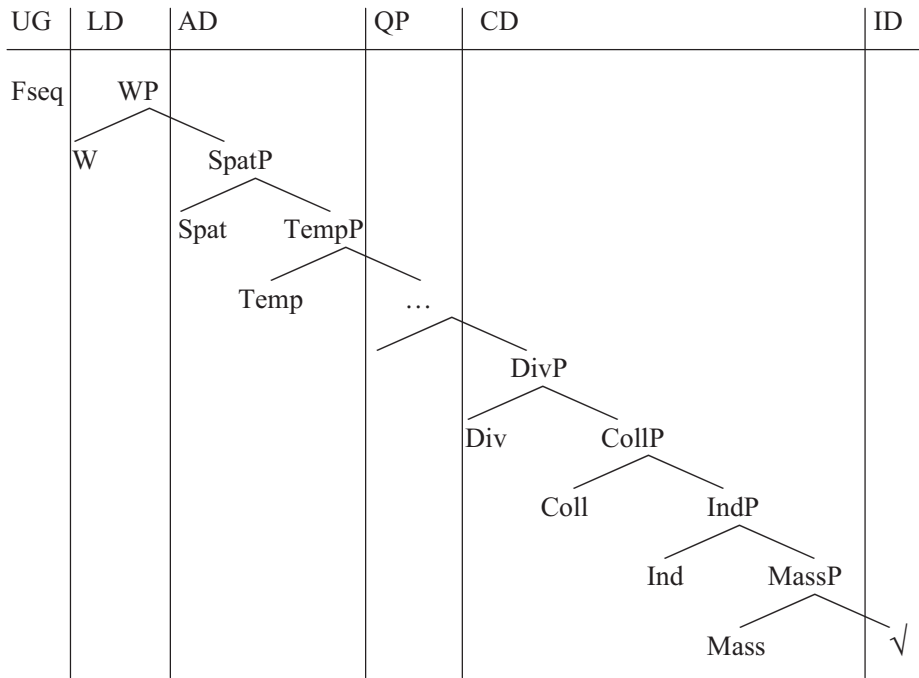 UG LD AD QP CD ID
Fseq WP
W SpatP
Spat TempP
Temp …
DivP
Div CollP
Coll IndP
Ind MassP
Mass √